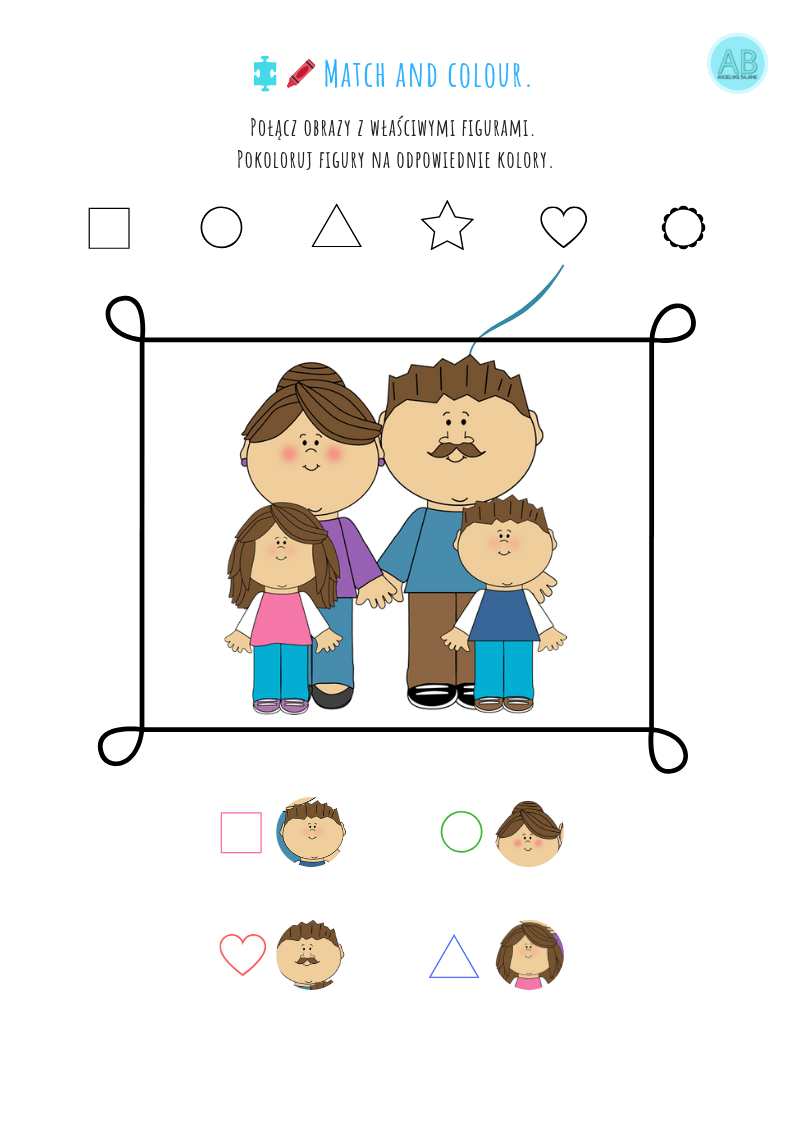 AB
Match and colour.
Połącz obrazy z właściwymi figurami.
Pokoloruj figury na odpowiednie kolory.